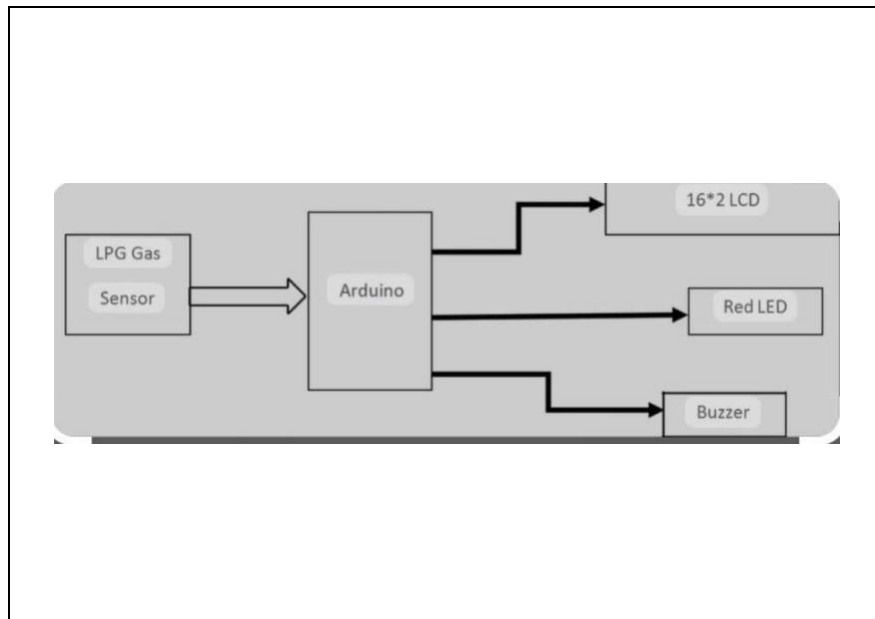 16*2 LCD
LPG Gas
Sensor
Arduino
Red LED
Buzzer